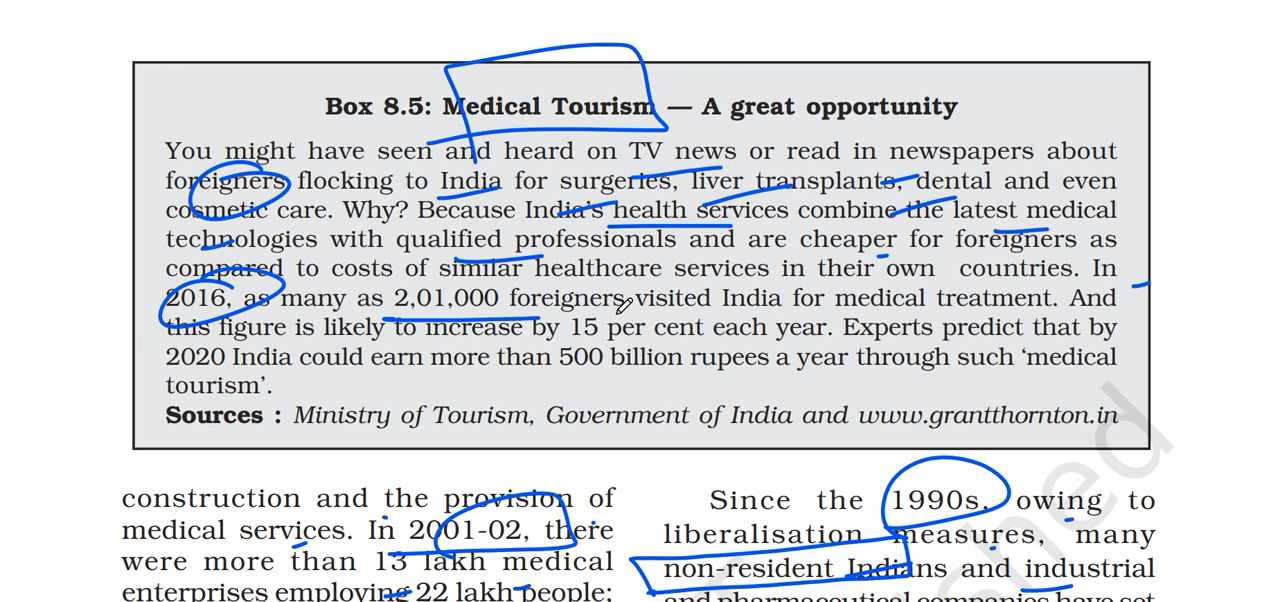 Box 8.5: Medical Tourism — A great opportunity
You might have seen and heard on TV news or read in newspapers about
foreigners flocking to India for surgeries, liver transplants, dental and even
cosmetic care. Why? Because India's health services combine the latest medical
technologies with qualified professionals and are cheaper for foreigners as
compared to costs of similar healthcare services in their own countries. In
2016, as many as 2,01,000 foreigners visited India for medical treatment. And
this figure is likely to increase by 15 per cent each year. Experts predict that by
2020 India could earn more than 500 billion rupees a year through such 'medical
tourism'.
Sources : Ministry of Tourism, Government of India and www.grantthornton.in
construction and the provision of
medical services. In 2001-02, there
were more than 13 lakh medical
enterprises employing 22 lakh people;
Since the 1990s, owing to
liberalisation measures, many
non-resident Indians and industrial
and pharmaceutical companies have set
shed